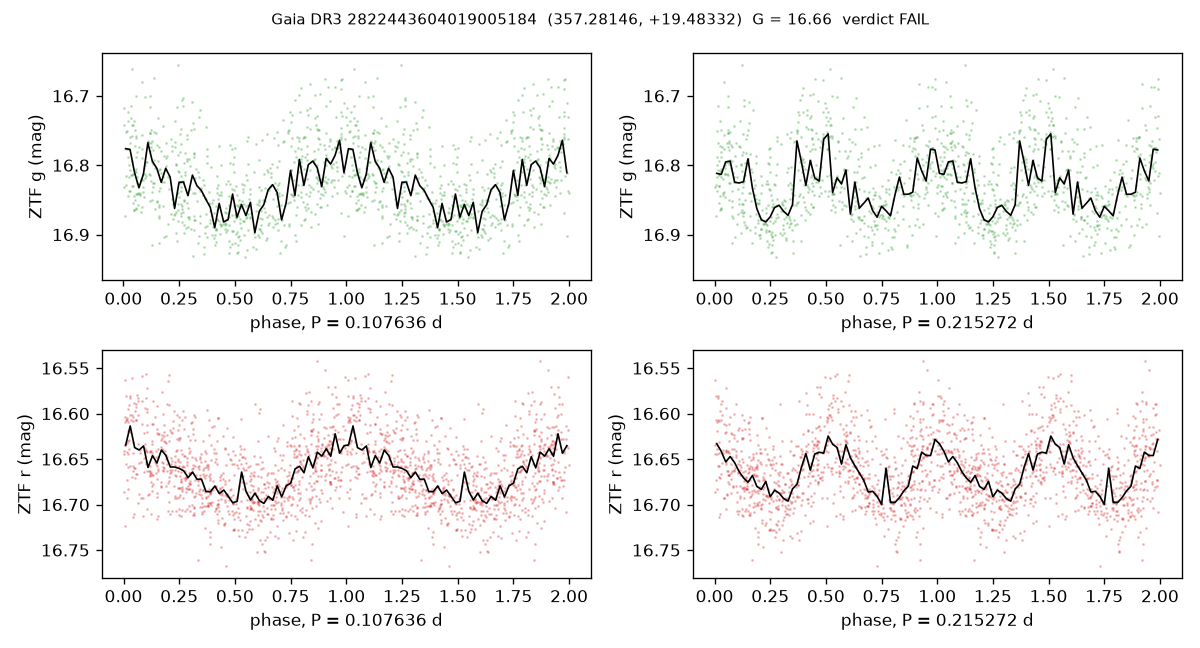 Gaia DR3 2822443604019005184 (357.28146, +19.48332) G = 16.66 verdict FAIL
ZTF g (mag)
16.7
16.8
16.9
0.00 0.25 0.50 0.75 1.00 1.25 1.50 1.75 2.00
phase, P = 0.107636 d
ZTF g (mag)
16.7
16.8
16.9
0.00 0.25 0.50 0.75 1.00 1.25 1.50 1.75 2.00
phase, P = 0.215272 d
ZTF r (mag)
16.55
16.60
16.65
16.70
16.75
0.00 0.25 0.50 0.75 1.00 1.25 1.50 1.75 2.00
phase, P = 0.107636 d
ZTF r (mag)
16.55
16.60
16.65
16.70
16.75
0.00 0.25 0.50 0.75 1.00 1.25 1.50 1.75 2.00
phase, P = 0.215272 d